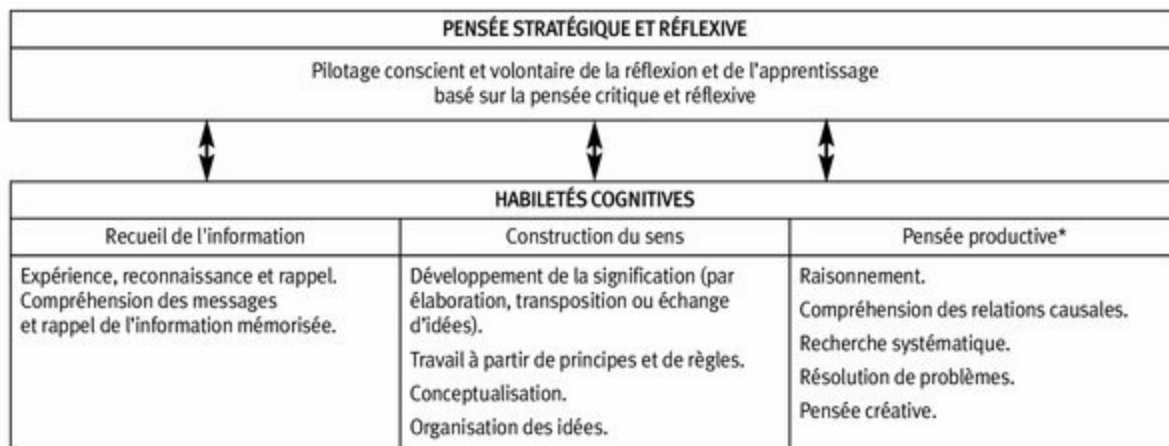 PENSÉE STRATÉGIQUE ET RÉFLEXIVE
Pilotage conscient et volontaire de la réflexion et de l'apprentissage
basé sur la pensée critique et réflexive
HABILETÉS COGNITIVES
Recueil de l'information
Expérience, reconnaissance et rappel.
Compréhension des messages
et rappel de l'information mémorisée.
Construction du sens
Développement de la signification (par
élaboration, transposition ou échange
d'idées).
Travail à partir de principes et de règles.
Conceptualisation.
Organisation des idées.
Pensée productive*
Raisonnement.
Compréhension des relations causales.
Recherche systématique.
Résolution de problèmes.
Pensée créative.